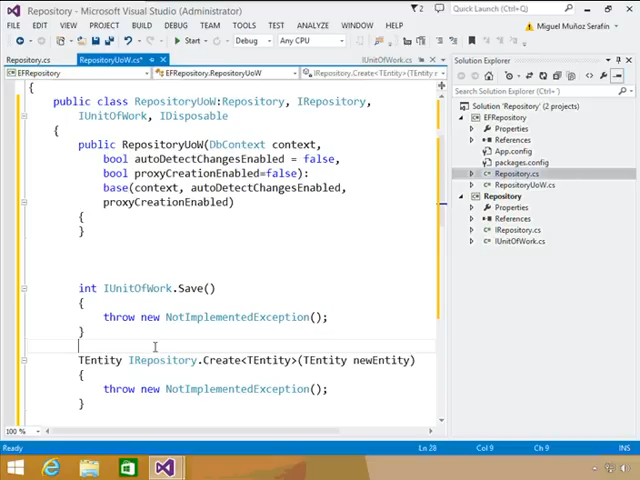 Repository - Microsoft Visual Studio (Administrator)
2
Quick Launch (Ctrl+Q)
FILE EDIT VIEW PROJECT BUILD DEBUG TEAM TOOLS TEST ANALYZE WINDOW HELP
Miguel Muñoz Serafín
Start Debug Any CPU
Repository.cs RepositoryUoW.cs* IUnitOfWork.cs
EFRepository EFRepository.RepositoryUoW IRepository.Create<TEntity>(TEntity r
{
public class RepositoryUoW:Repository, IRepository,
IUnitOfWork, IDisposable
{
public RepositoryUoW(DbContext context,
bool autoDetectChangesEnabled = false,
bool proxyCreationEnabled=false):
base(context, autoDetectChangesEnabled,
proxyCreationEnabled)
{
}
int IUnitOfWork.Save()
{
throw new NotImplementedException();
}
TEntity IRepository.Create<TEntity>(TEntity newEntity)
{
throw new NotImplementedException();
}
100 %
Solution Explorer
Search Solution Explorer (Ctrl+;)
Solution 'Repository' (2 projects)
EFRepository
Properties
References
App.config
packages.config
Repository.cs
RepositoryUoW.cs
Repository
Properties
References
IRepository.cs
IUnitOfWork.cs
Ready Ln 28 Col 9 Ch 9 INS